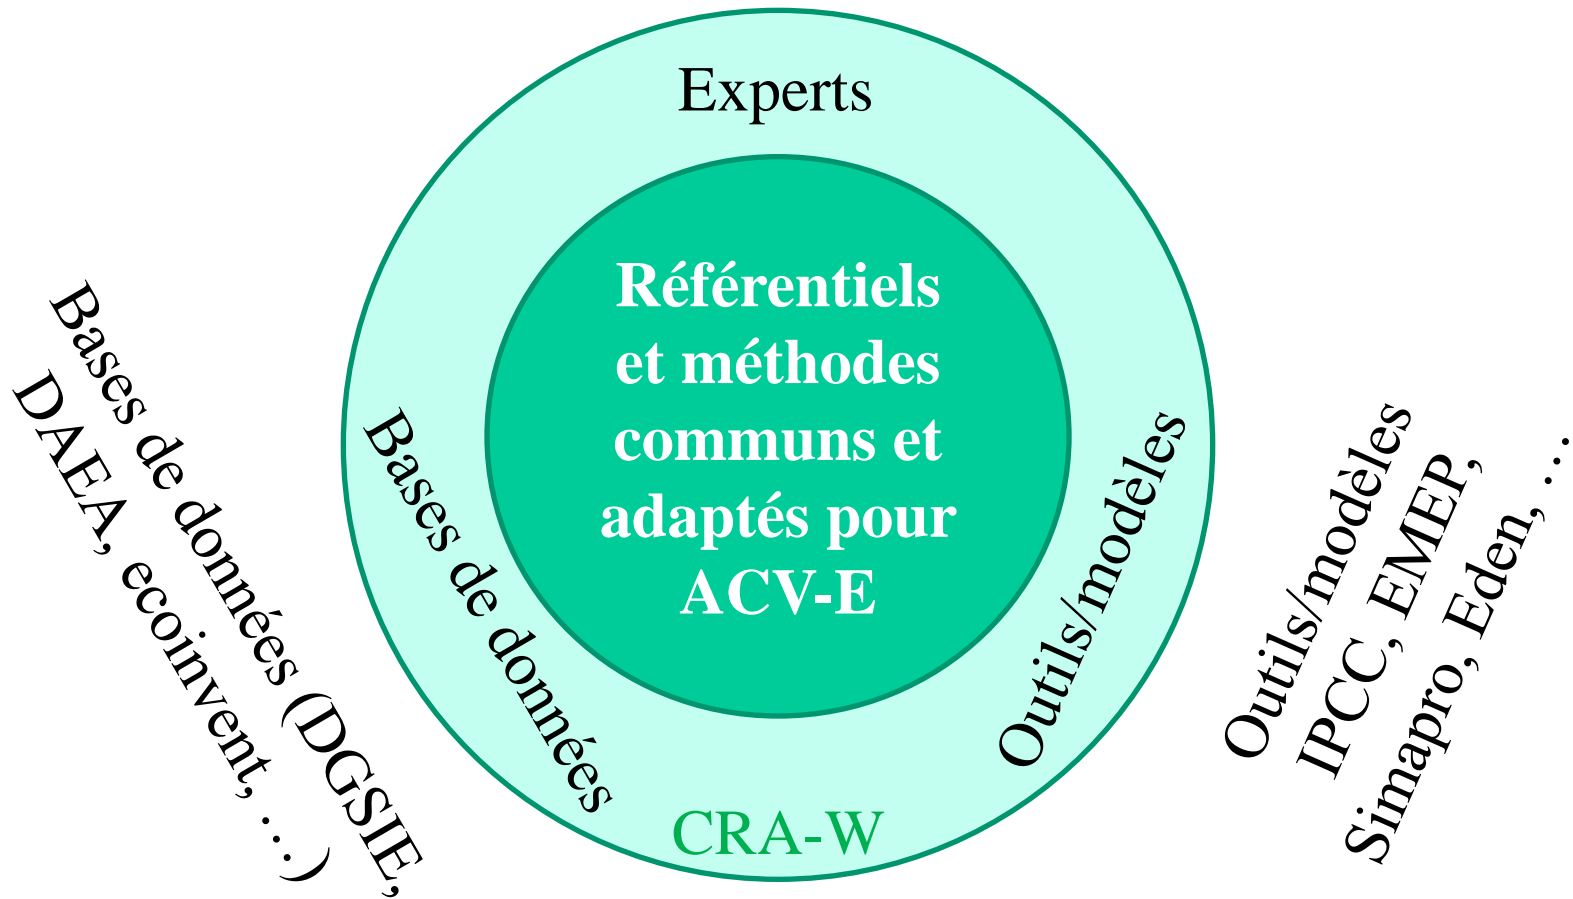 Experts
Référentiels
et méthodes
communs et
adaptés pour
ACV-E
Bases de données
Outils/modèles
CRA-W
Bases de données (DGSIE,
DAEA, ecoinvent, …)
Outils/modèles
IPCC, EMEP,
Simapro, Eden, …